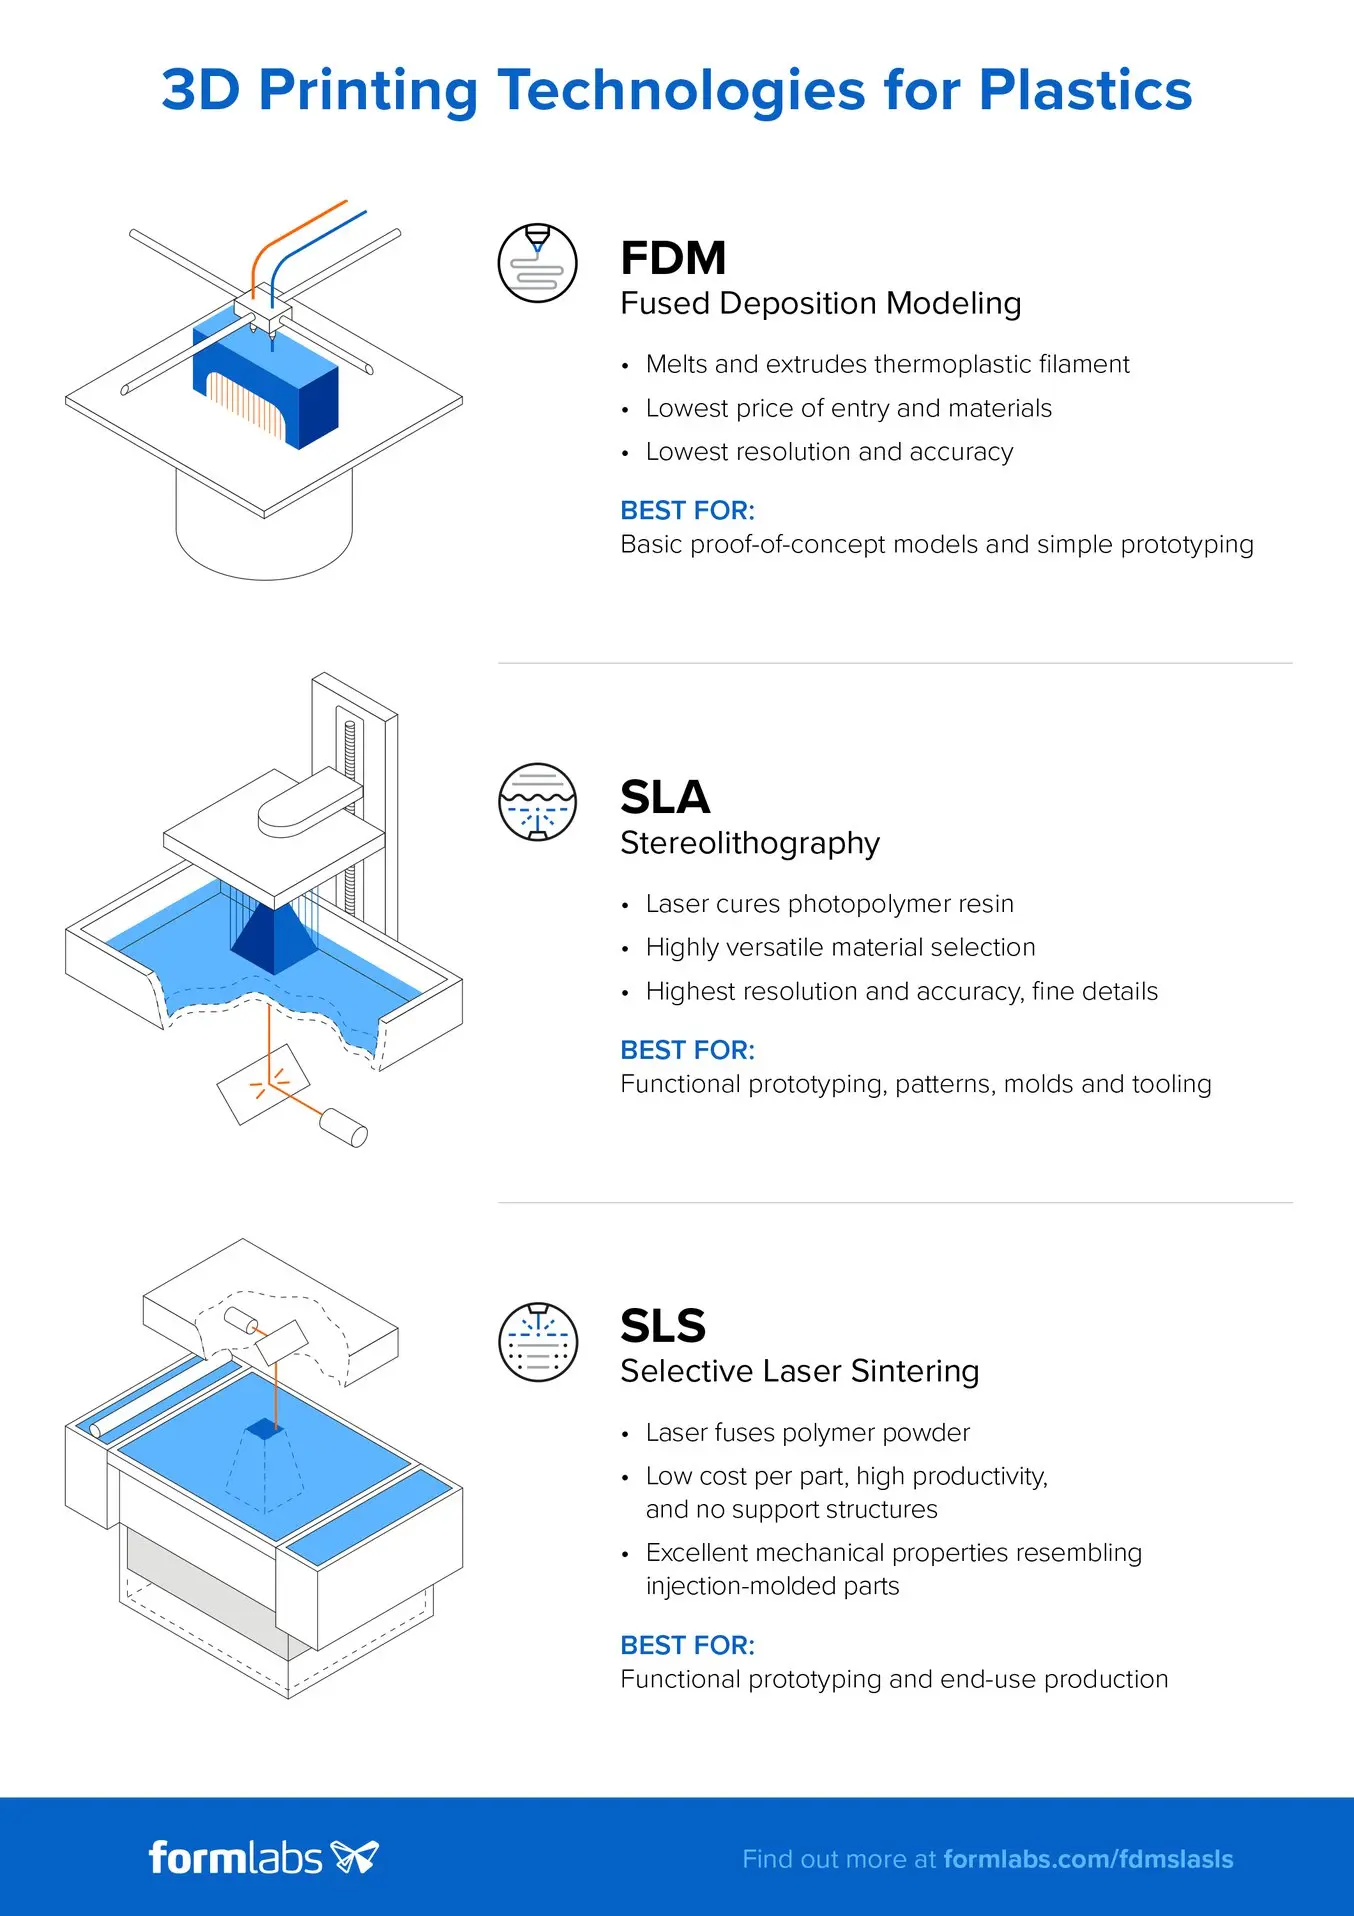 3D Printing Technologies for Plastics
FDM
Fused Deposition Modeling
• Melts and extrudes thermoplastic filament
• Lowest price of entry and materials
• Lowest resolution and accuracy
BEST FOR:
Basic proof-of-concept models and simple prototyping
SLA
Stereolithography
• Laser cures photopolymer resin
• Highly versatile material selection
• Highest resolution and accuracy, fine details
BEST FOR:
Functional prototyping, patterns, molds and tooling
SLS
Selective Laser Sintering
• Laser fuses polymer powder
• Low cost per part, high productivity,
and no support structures
• Excellent mechanical properties resembling
injection-molded parts
BEST FOR:
Functional prototyping and end-use production
formlabs
Find out more at formlabs.com/fdmslasls